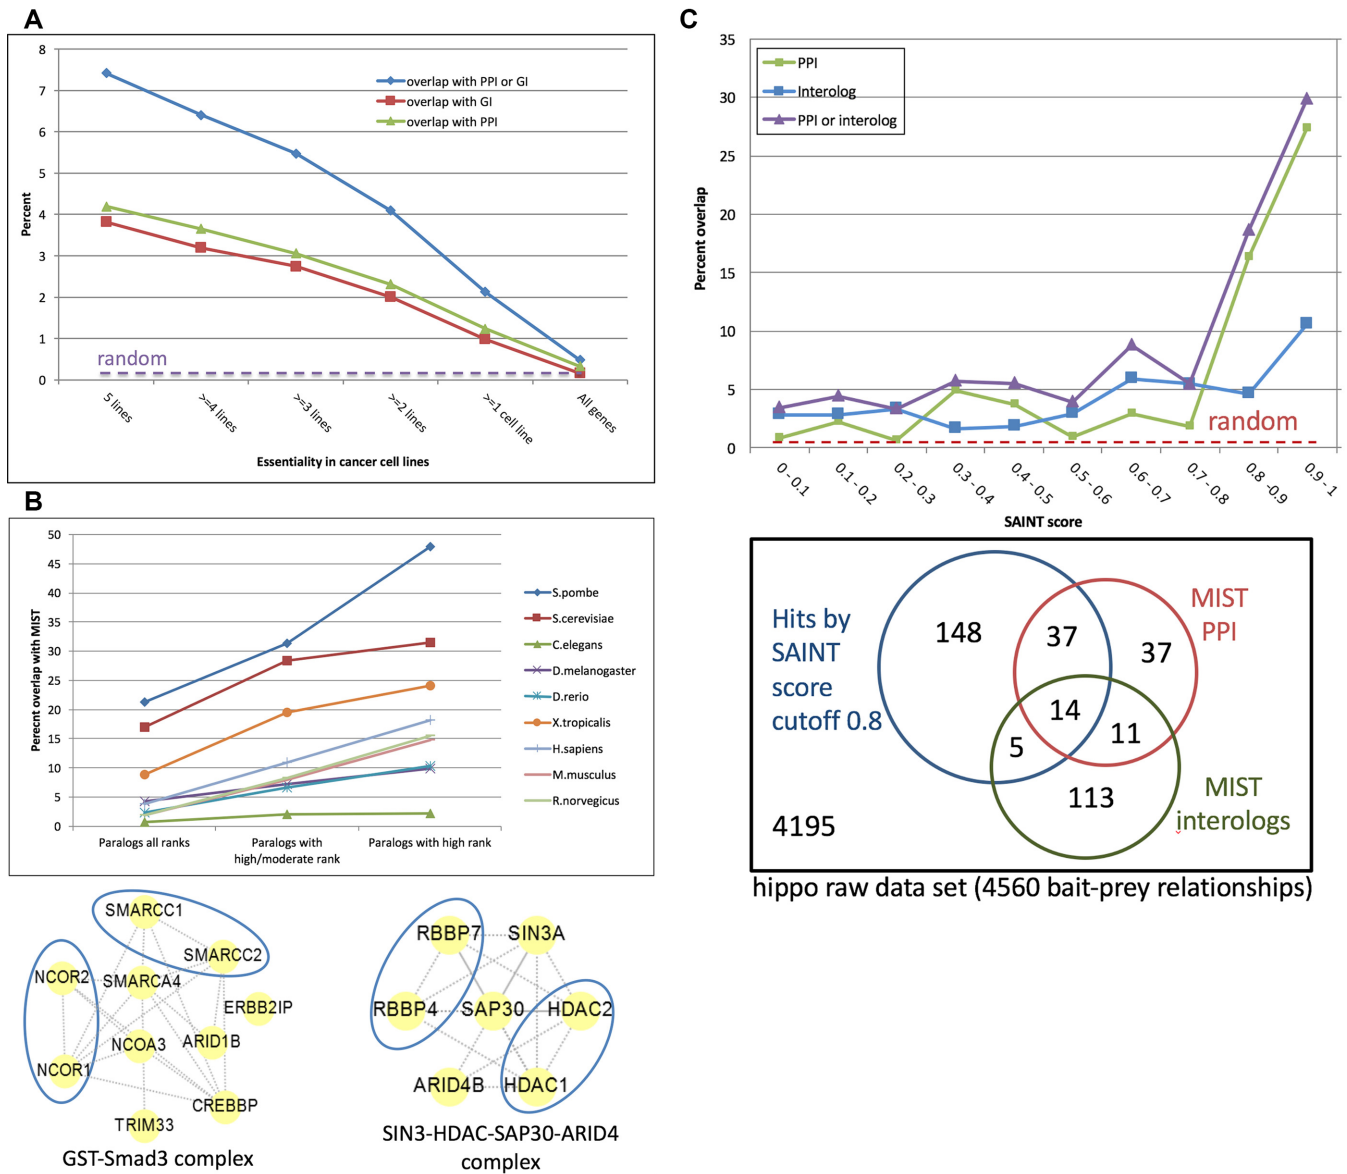 A
8
7
6
5
4
3
2
1
0
Percent
overlap with PPI or GI
overlap with GI
overlap with PPI
random
5 lines
>=4 lines
>=3 lines
>=2 lines
>=1 cell line
All genes
Essentiality in cancer cell lines
B
50
45
40
35
30
25
20
15
10
5
0
Perecnt overlap with MIST
S.pombe
S.cerevisiae
C.elegans
D.melanogaster
D.rerio
X.tropicalis
H.sapiens
M.musculus
R.norvegicus
Paralogs all ranks
Paralogs with
high/moderate rank
Paralogs with high rank
SMARCC1
SMARCC2
NCOR2
SMARCA4
ERBB2IP
NCOA3
ARID1B
NCOR1
CREBBP
TRIM33
GST-Smad3 complex
RBBP7
SIN3A
RBBP4
SAP30
HDAC2
ARID4B
HDAC1
SIN3-HDAC-SAP30-ARID4
complex
C
35
30
25
20
15
10
5
0
Percent overlap
PPI
Interolog
PPI or interolog
random
0 - 0.1
0.1 - 0.2
0.2 - 0.3
0.3 - 0.4
0.4 - 0.5
0.5 - 0.6
0.6 - 0.7
0.7 - 0.8
0.8 -0.9
0.9 - 1
SAINT score
Hits by
SAINT
score
cutoff 0.8
MIST
PPI
148
37
37
14
5
11
113
MIST
interologs
4195
hippo raw data set (4560 bait-prey relationships)